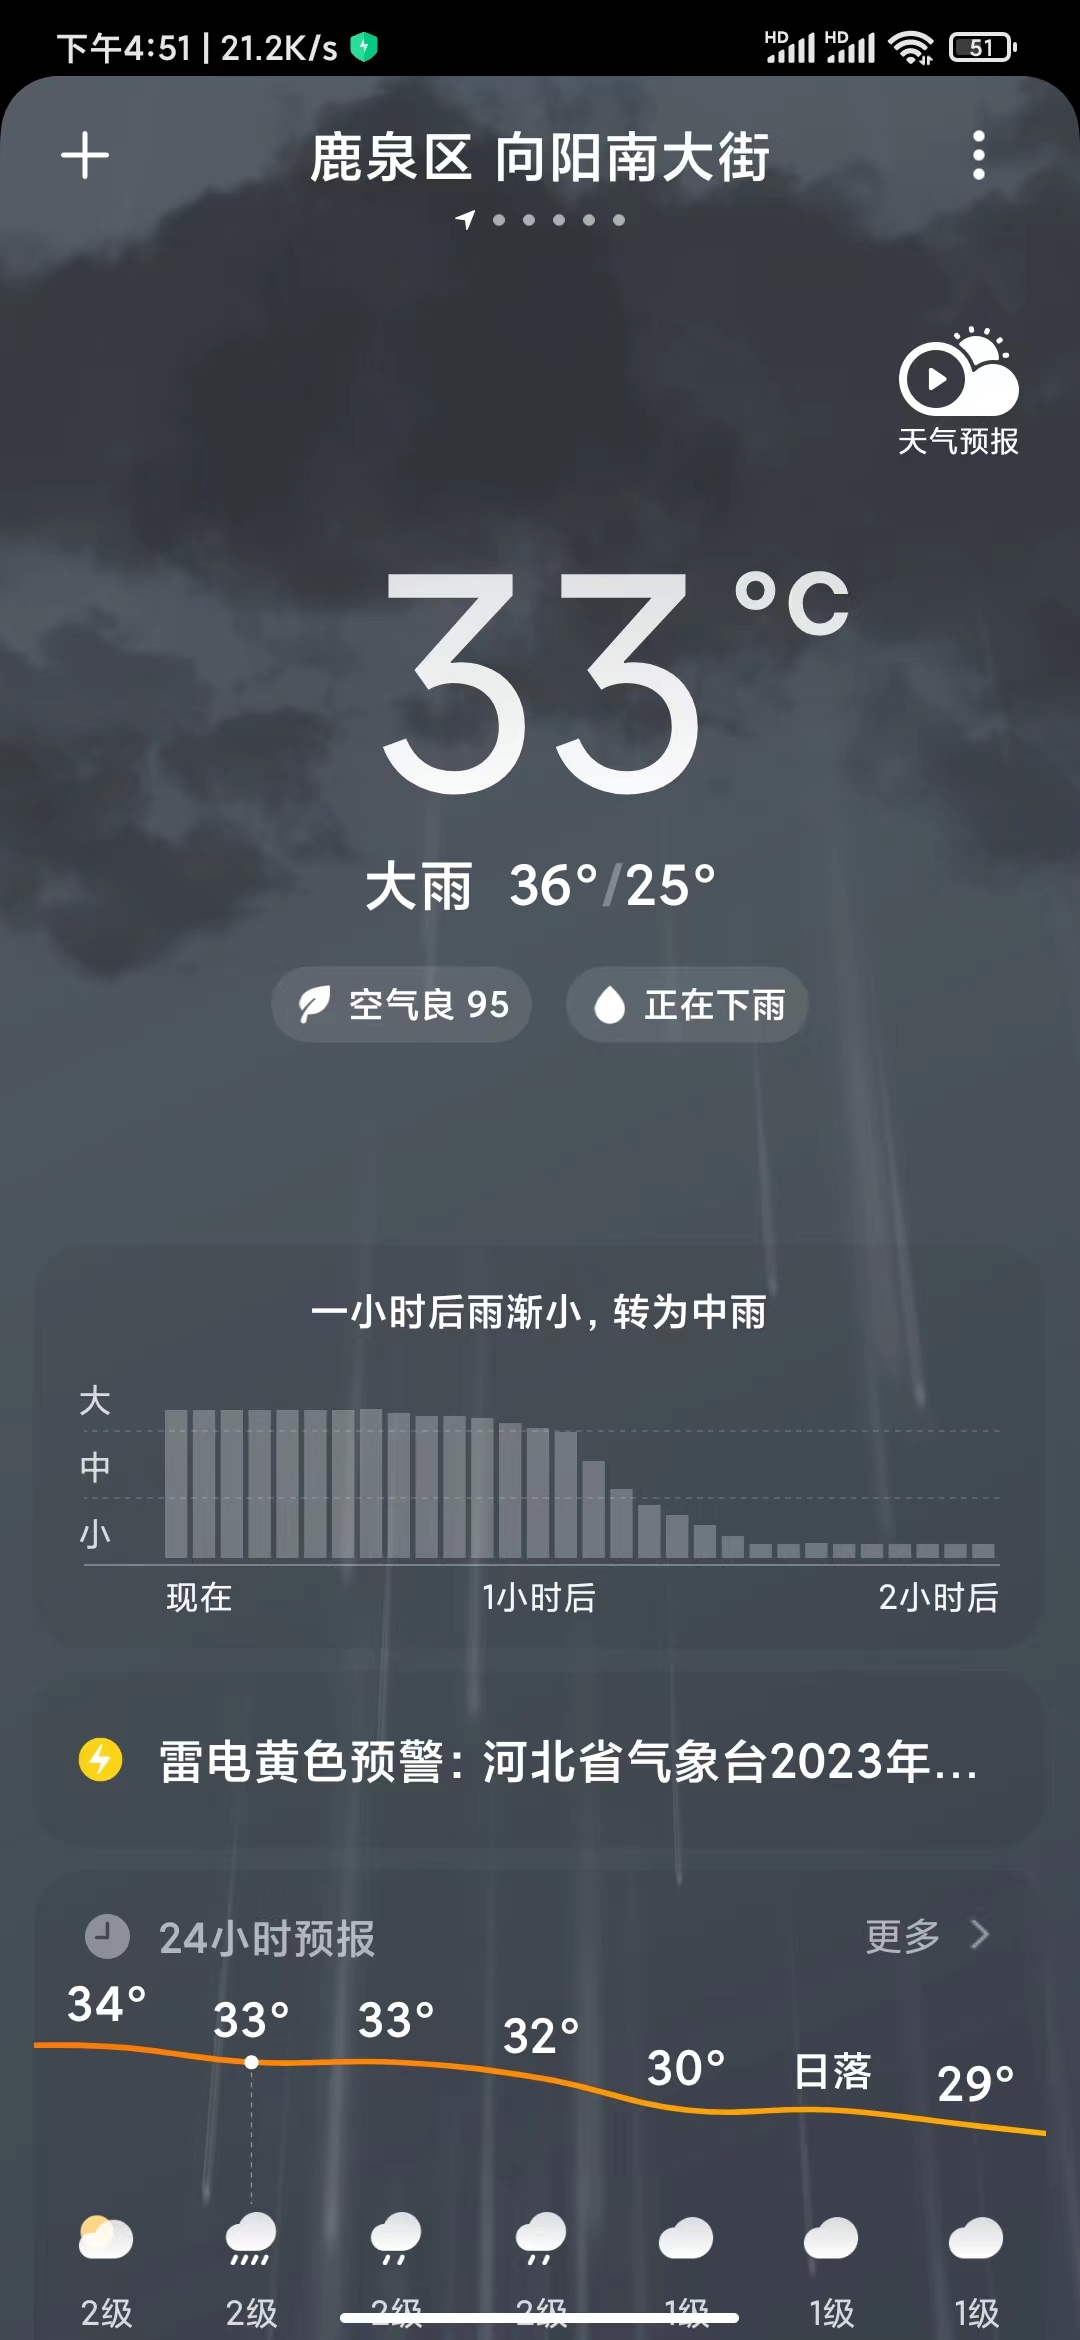 下午4:51 | 21.2K/s HD HD 51
鹿泉区 向阳南大街
天气预报
33 °C
大雨 36°/25°
空气良 95 正在下雨
一小时后雨渐小，转为中雨
大
中
小
现在 1小时后 2小时后
雷电黄色预警：河北省气象台2023年...
24小时预报 更多
34° 33° 33° 32° 30° 日落 29°
2级 2级 2级 2级 1级 1级 1级